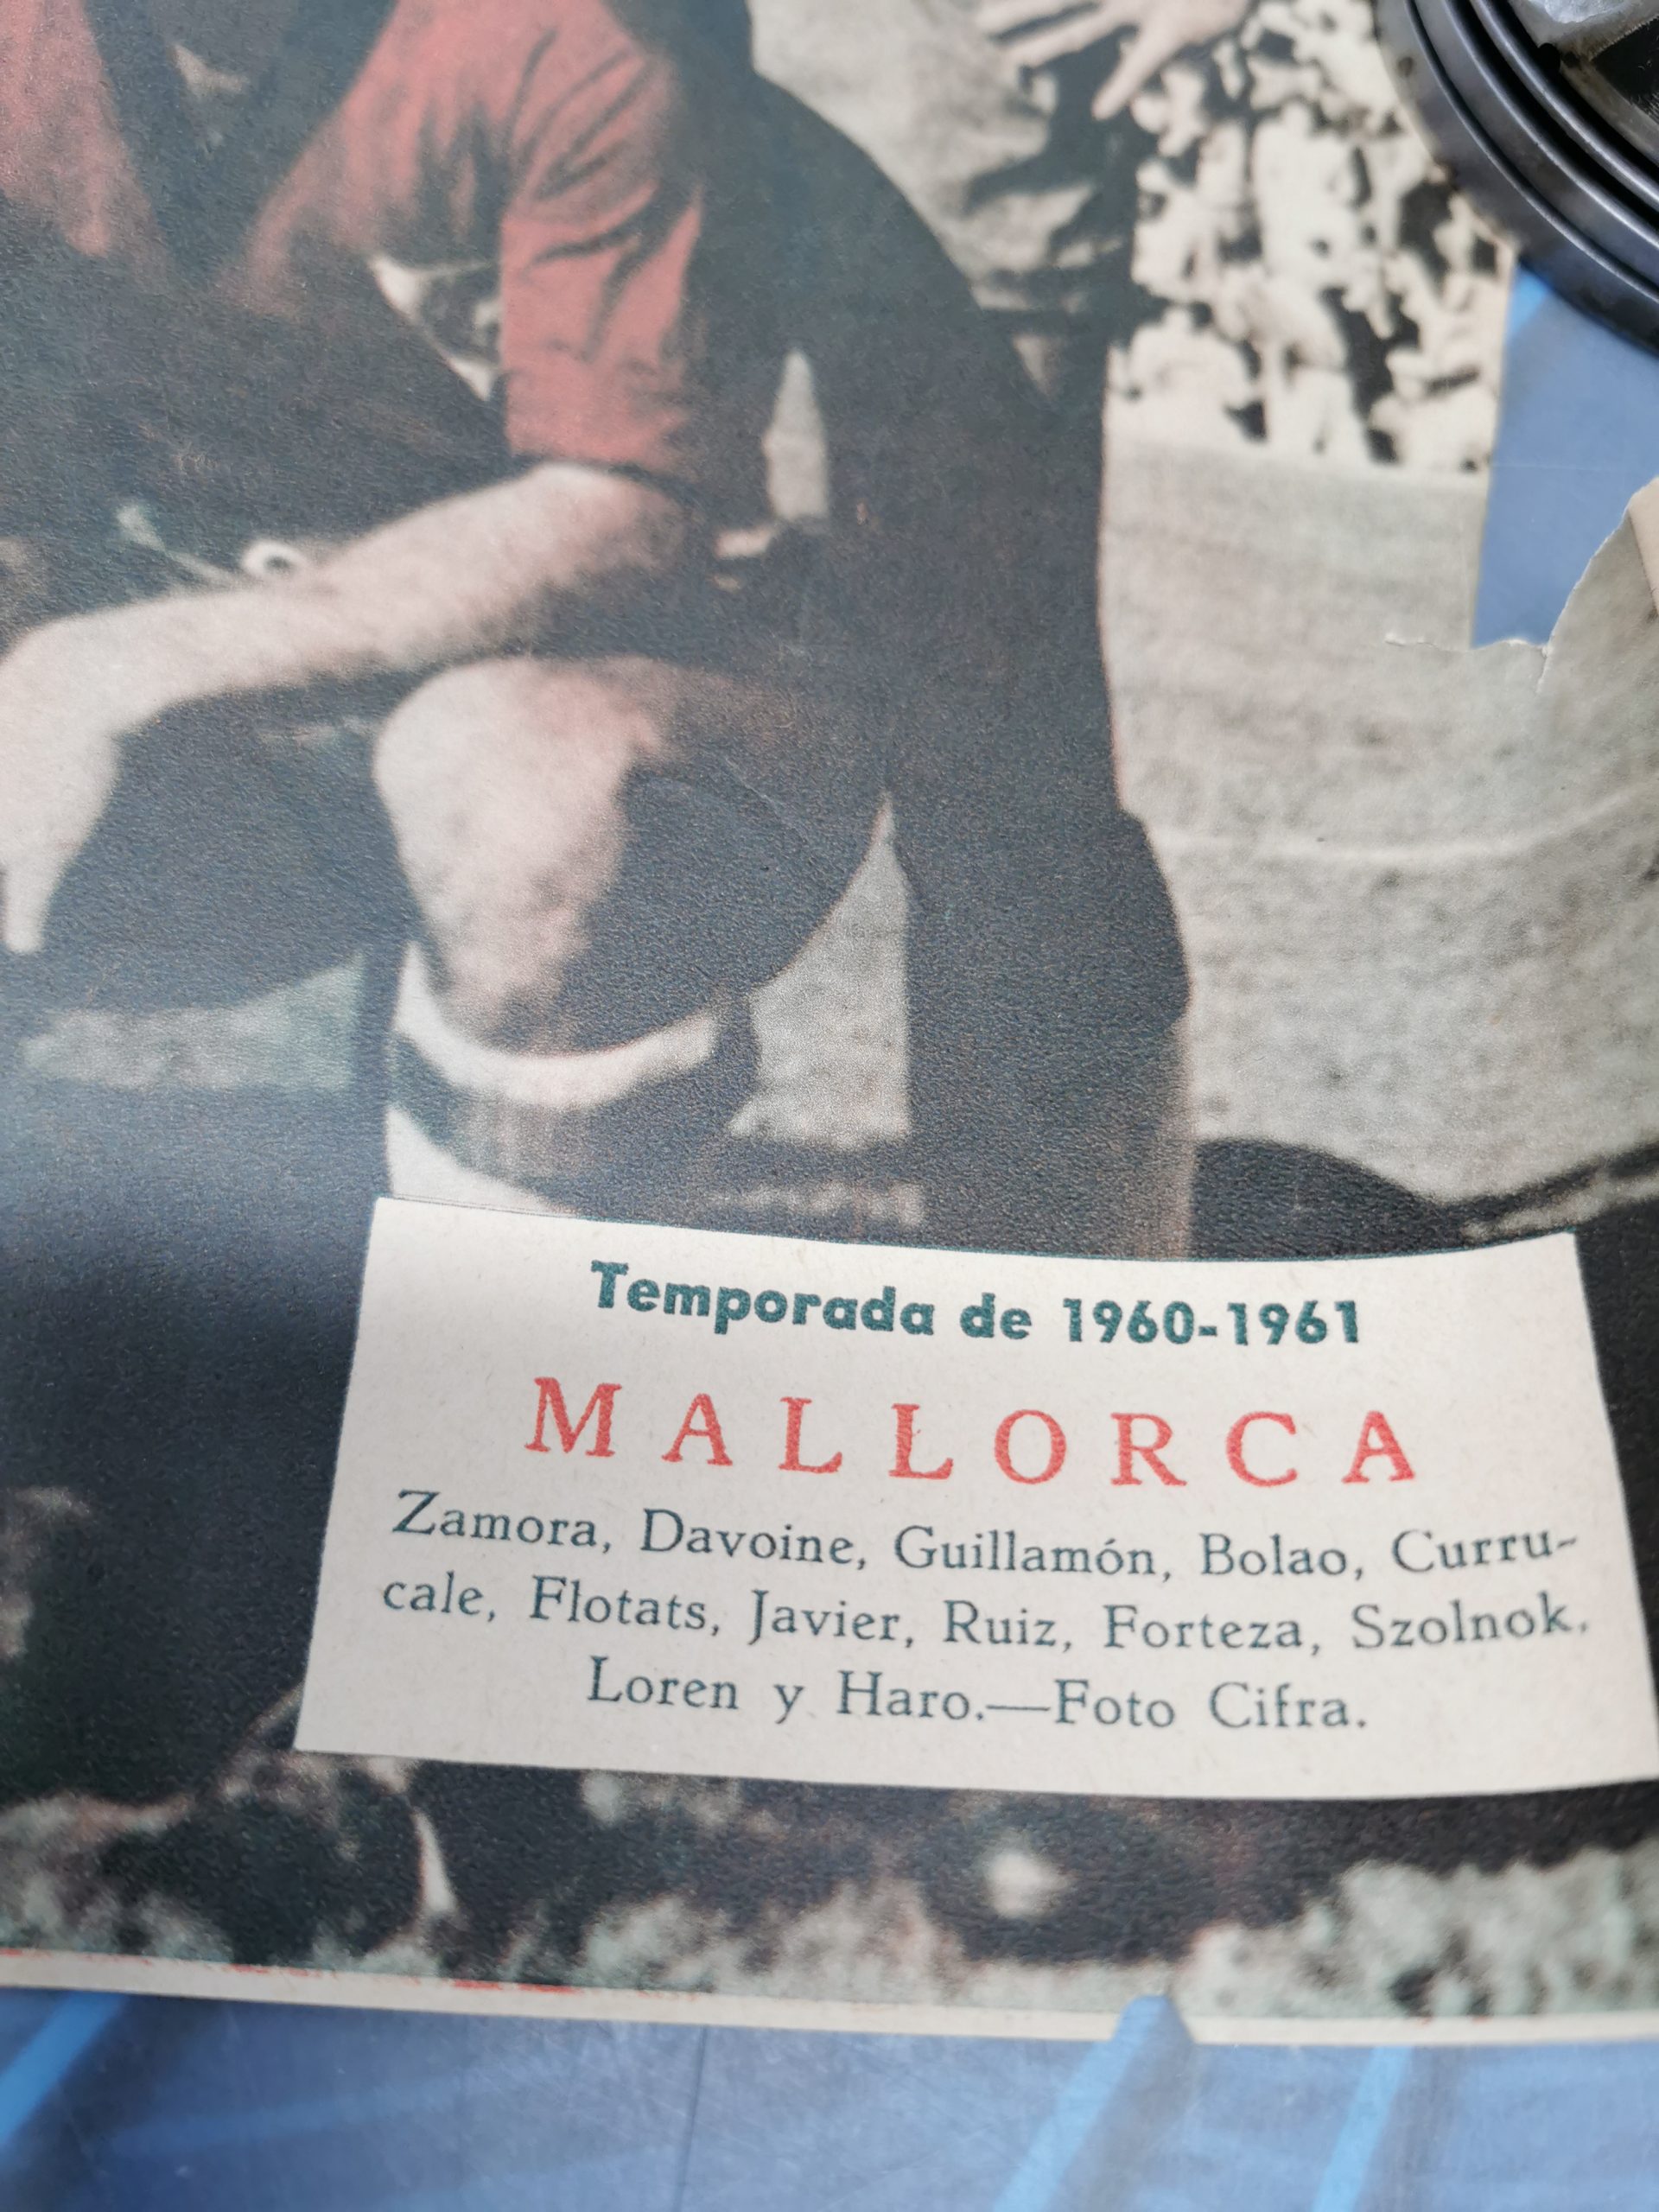 Temporada de 1960-1961
MALLORCA
Zamora, Davoine, Guillamón, Bolao, Curru-
cale, Flotats, Javier, Ruiz, Forteza, Szolnok,
Loren y Haro.—Foto Cifra.